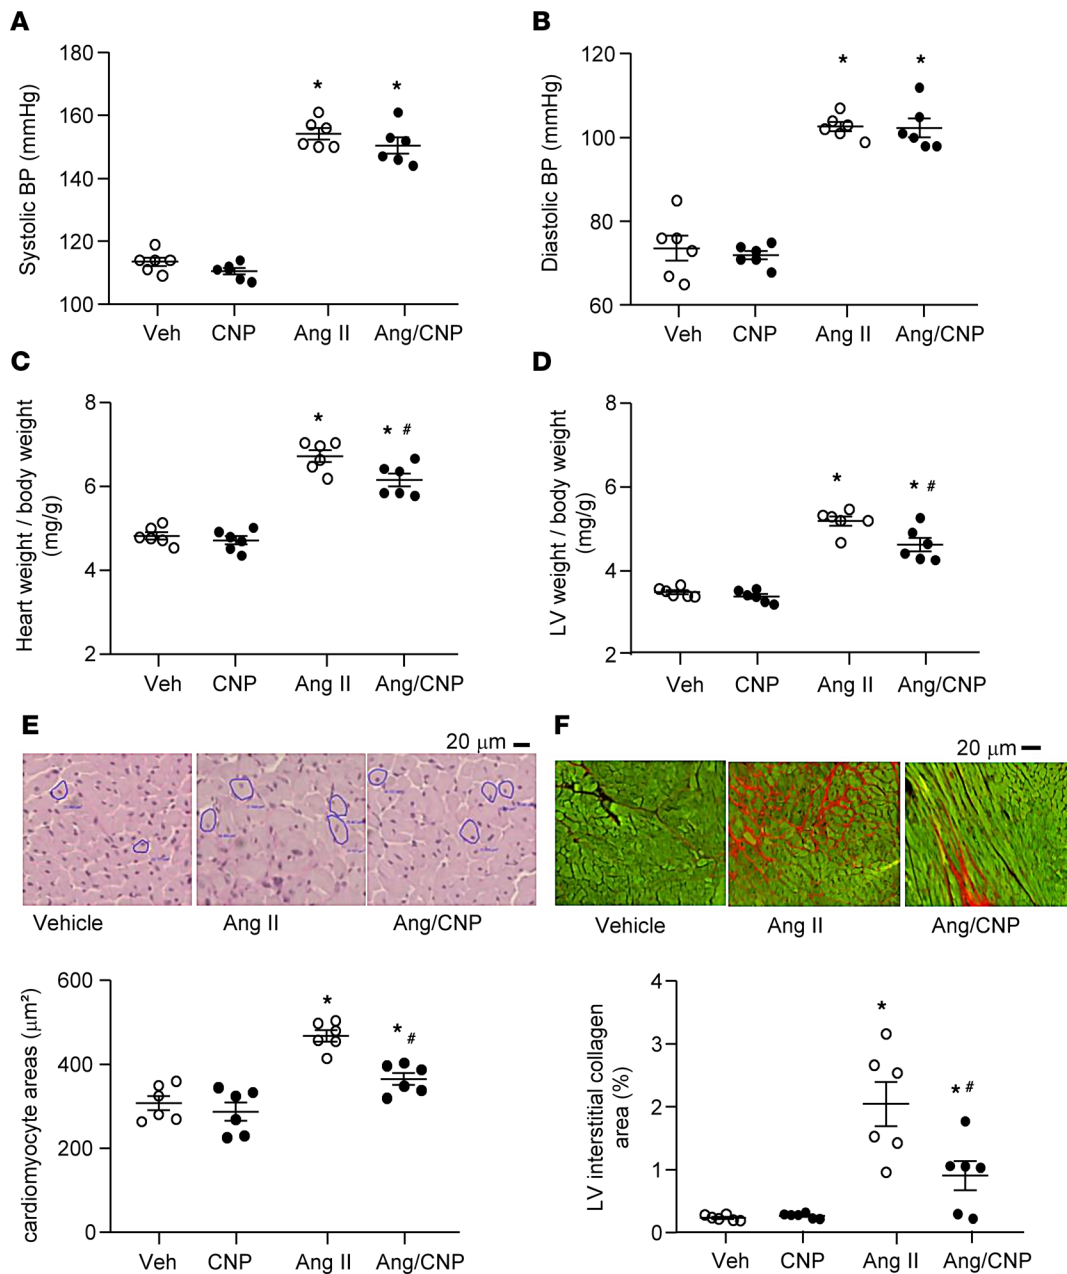 A
Systolic BP (mmHg)
180
160
140
120
100
* *
Veh CNP Ang II Ang/CNP
B
Diastolic BP (mmHg)
120
100
80
60
* *
Veh CNP Ang II Ang/CNP
C
Heart weight / body weight
(mg/g)
8
6
4
2
* * #
Veh CNP Ang II Ang/CNP
D
LV weight / body weight
(mg/g)
8
6
4
2
* * #
Veh CNP Ang II Ang/CNP
E
20 μm
Vehicle Ang II Ang/CNP
cardiomyocyte areas (μm²)
600
400
200
0
* * #
Veh CNP Ang II Ang/CNP
F
20 μm
Vehicle Ang II Ang/CNP
LV interstitial collagen
area (%)
4
3
2
1
0
* * #
Veh CNP Ang II Ang/CNP